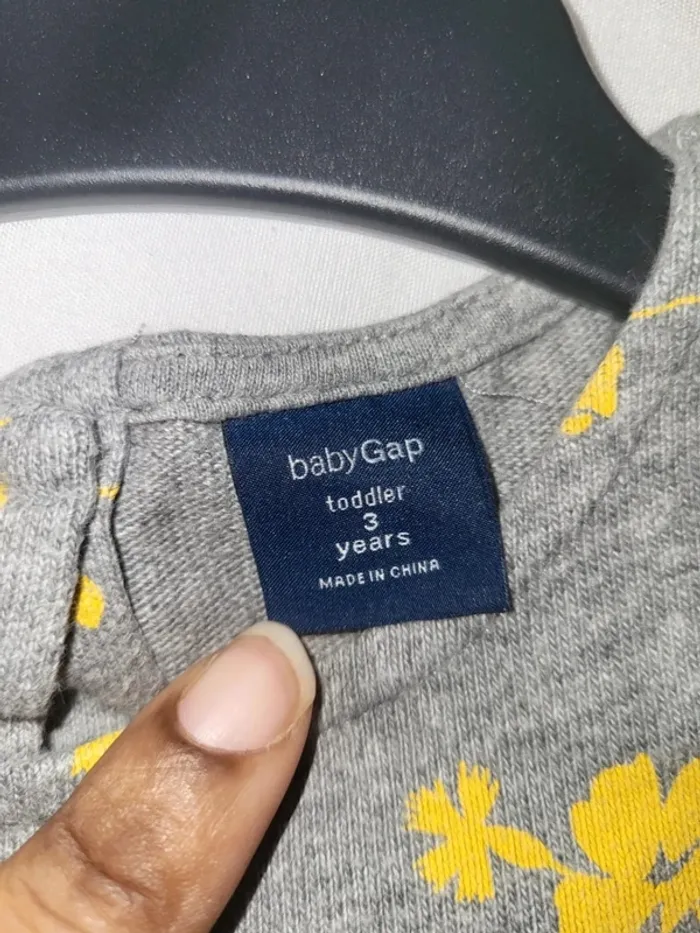 babyGap
toddler
3
years
MADE IN CHINA